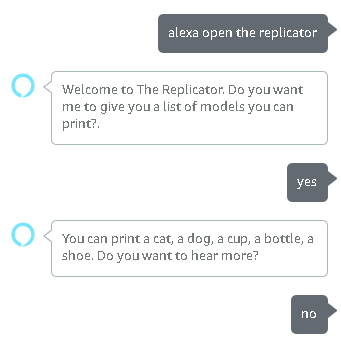 alexa open the replicator
Welcome to The Replicator. Do you want
me to give you a list of models you can
print?.
yes
You can print a cat, a dog, a cup, a bottle, a
shoe. Do you want to hear more?
no